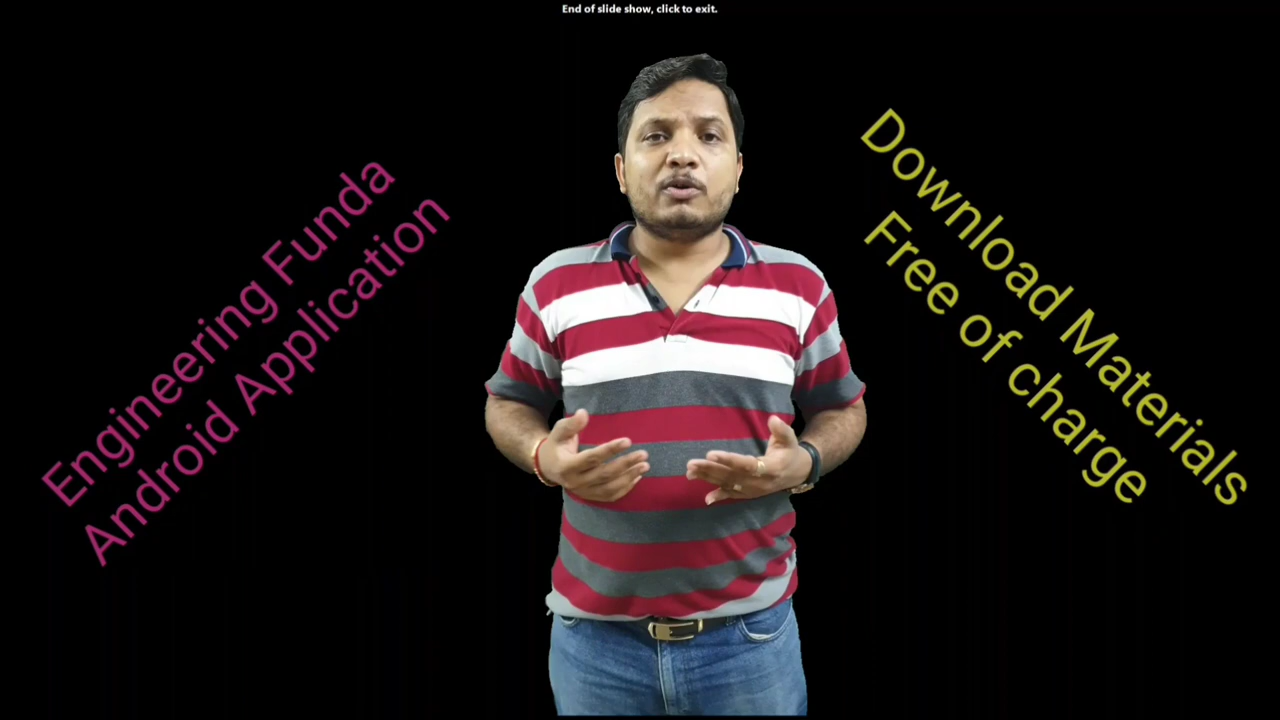 End of slide show, click to exit.
Engineering Funda
Android Application
Download Materials
Free of charge